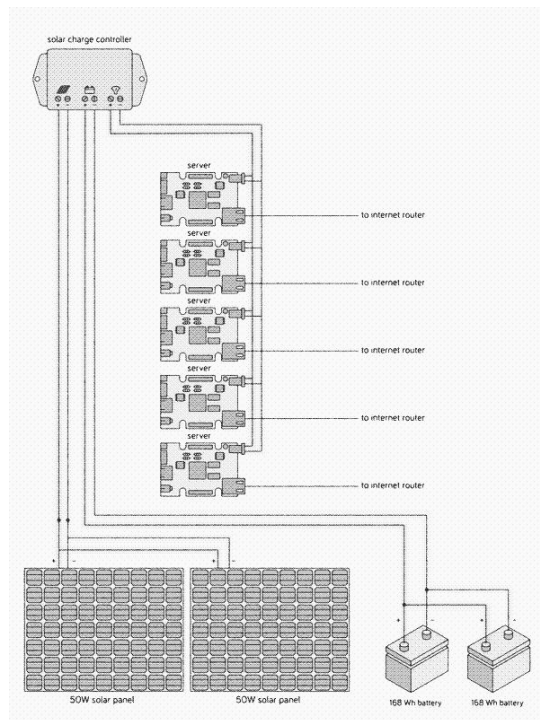 solar charge controller
+ - + - + -
server
to internet router
server
to internet router
server
to internet router
server
to internet router
server
to internet router
+ -
+ -
+ -
+ -
50W solar panel
50W solar panel
168 Wh battery
168 Wh battery